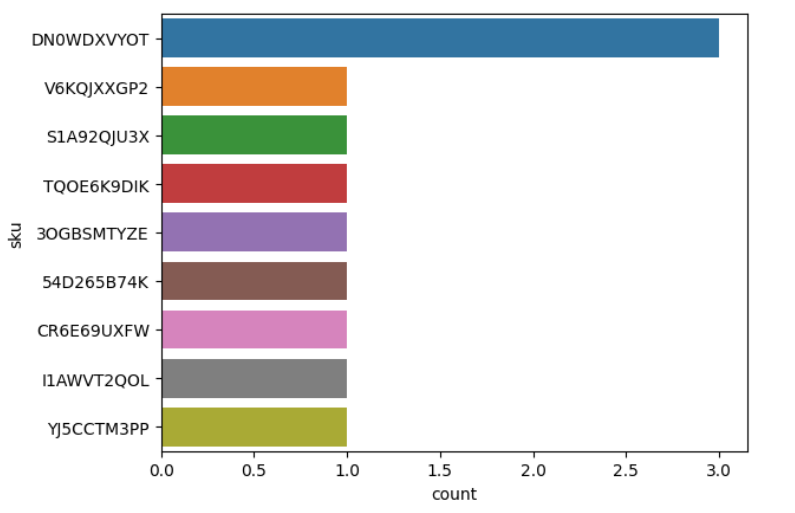 DN0WDXVYOT
V6KQJXXGP2
S1A92QJU3X
TQOE6K9DIK
3OGBSMTYZE
54D265B74K
CR6E69UXFW
I1AWVT2QOL
YJ5CCTM3PP
sku
0.0 0.5 1.0 1.5 2.0 2.5 3.0
count